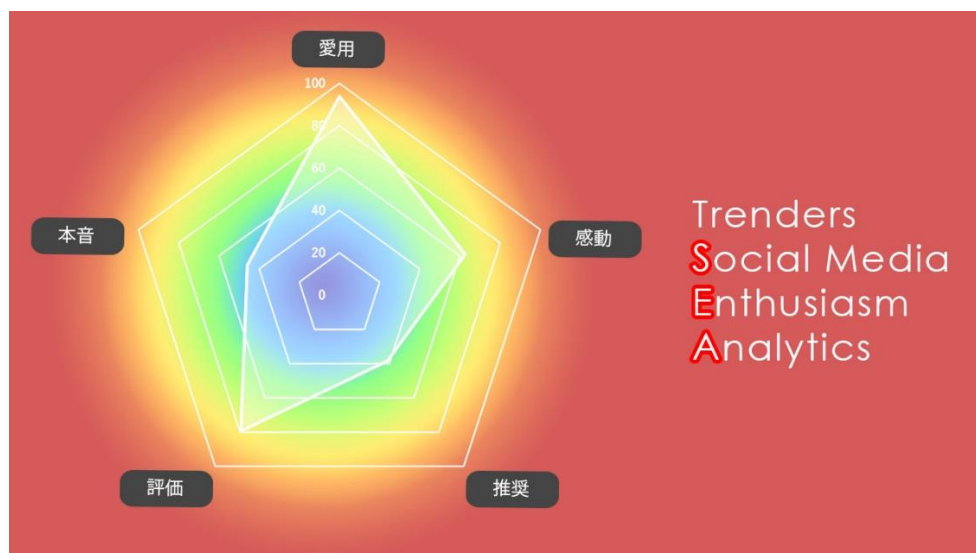 愛用
100
80
60
40
20
0
本音
感動
評価
推奨
Trenders
Social Media
Enthusiasm
Analytics